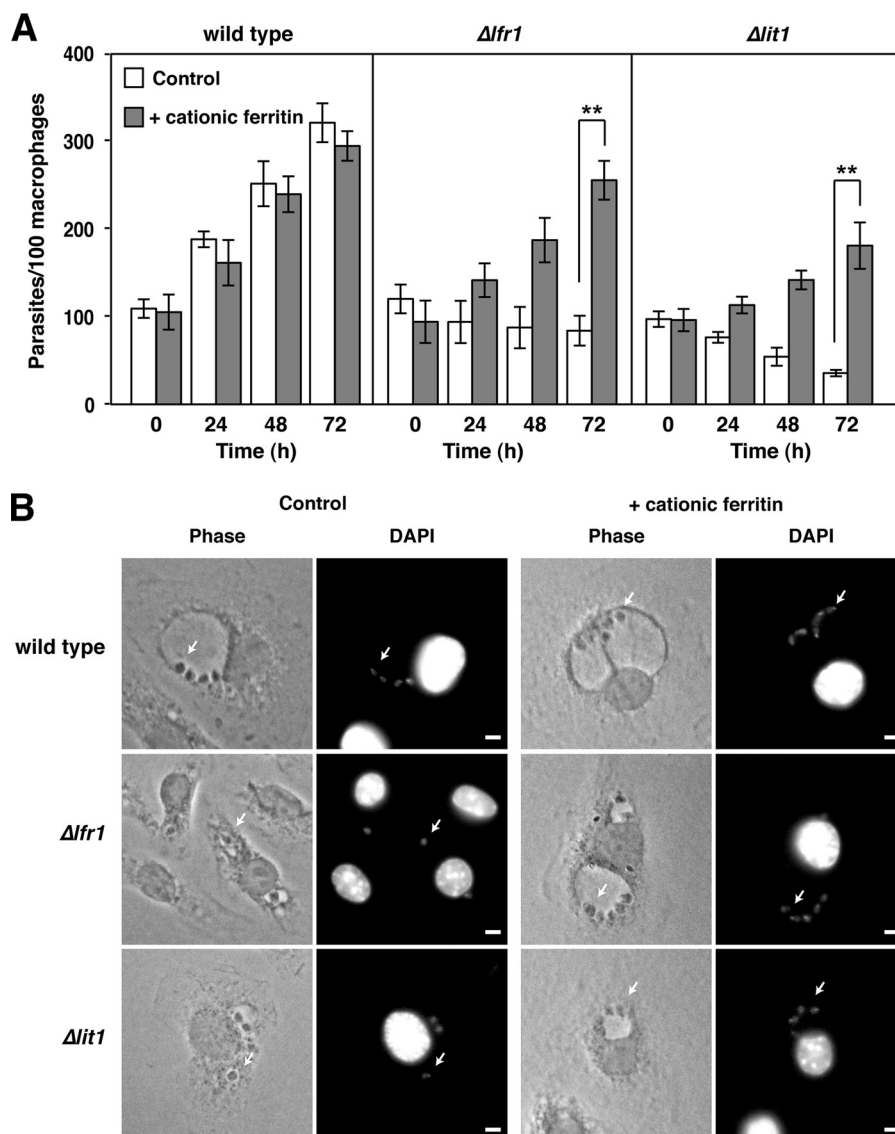 A
wild type Δlfr1 Δlit1
400
300
200
100
0
Parasites/100 macrophages
Control
+ cationic ferritin
** **
0 24 48 72 0 24 48 72 0 24 48 72
Time (h) Time (h) Time (h)
B
Control + cationic ferritin
Phase DAPI Phase DAPI
wild type
Δlfr1
Δlit1